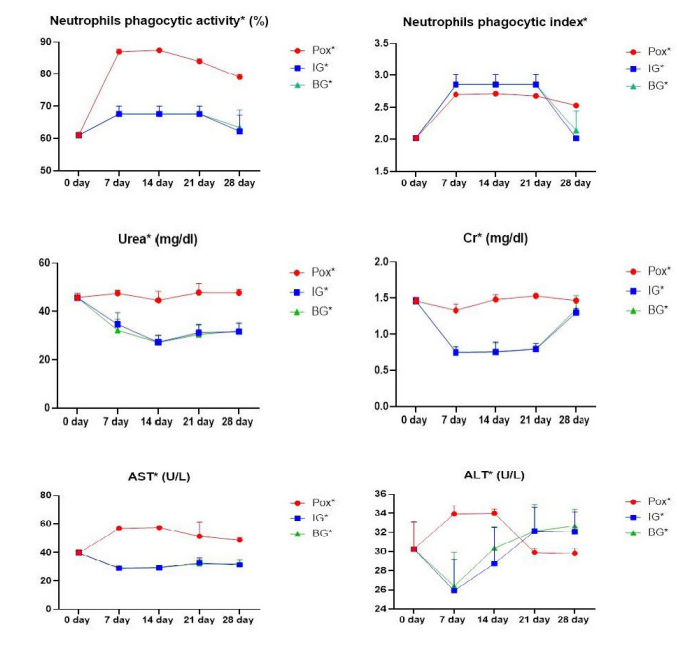 Neutrophils phagocytic activity* (%)
90
80
70
60
50
0 day 7 day 14 day 21 day 28 day
Pox*
IG*
BG*
Neutrophils phagocytic index*
3.5
3.0
2.5
2.0
1.5
0 day 7 day 14 day 21 day 28 day
Pox*
IG*
BG*
Urea* (mg/dl)
60
40
20
0
0 day 7 day 14 day 21 day 28 day
Pox*
IG*
BG*
Cr* (mg/dl)
2.0
1.5
1.0
0.5
0.0
0 day 7 day 14 day 21 day 28 day
Pox*
IG*
BG*
AST* (U/L)
80
60
40
20
0
0 day 7 day 14 day 21 day 28 day
Pox*
IG*
BG*
ALT* (U/L)
36
34
32
30
28
26
24
0 day 7 day 14 day 21 day 28 day
Pox*
IG*
BG*